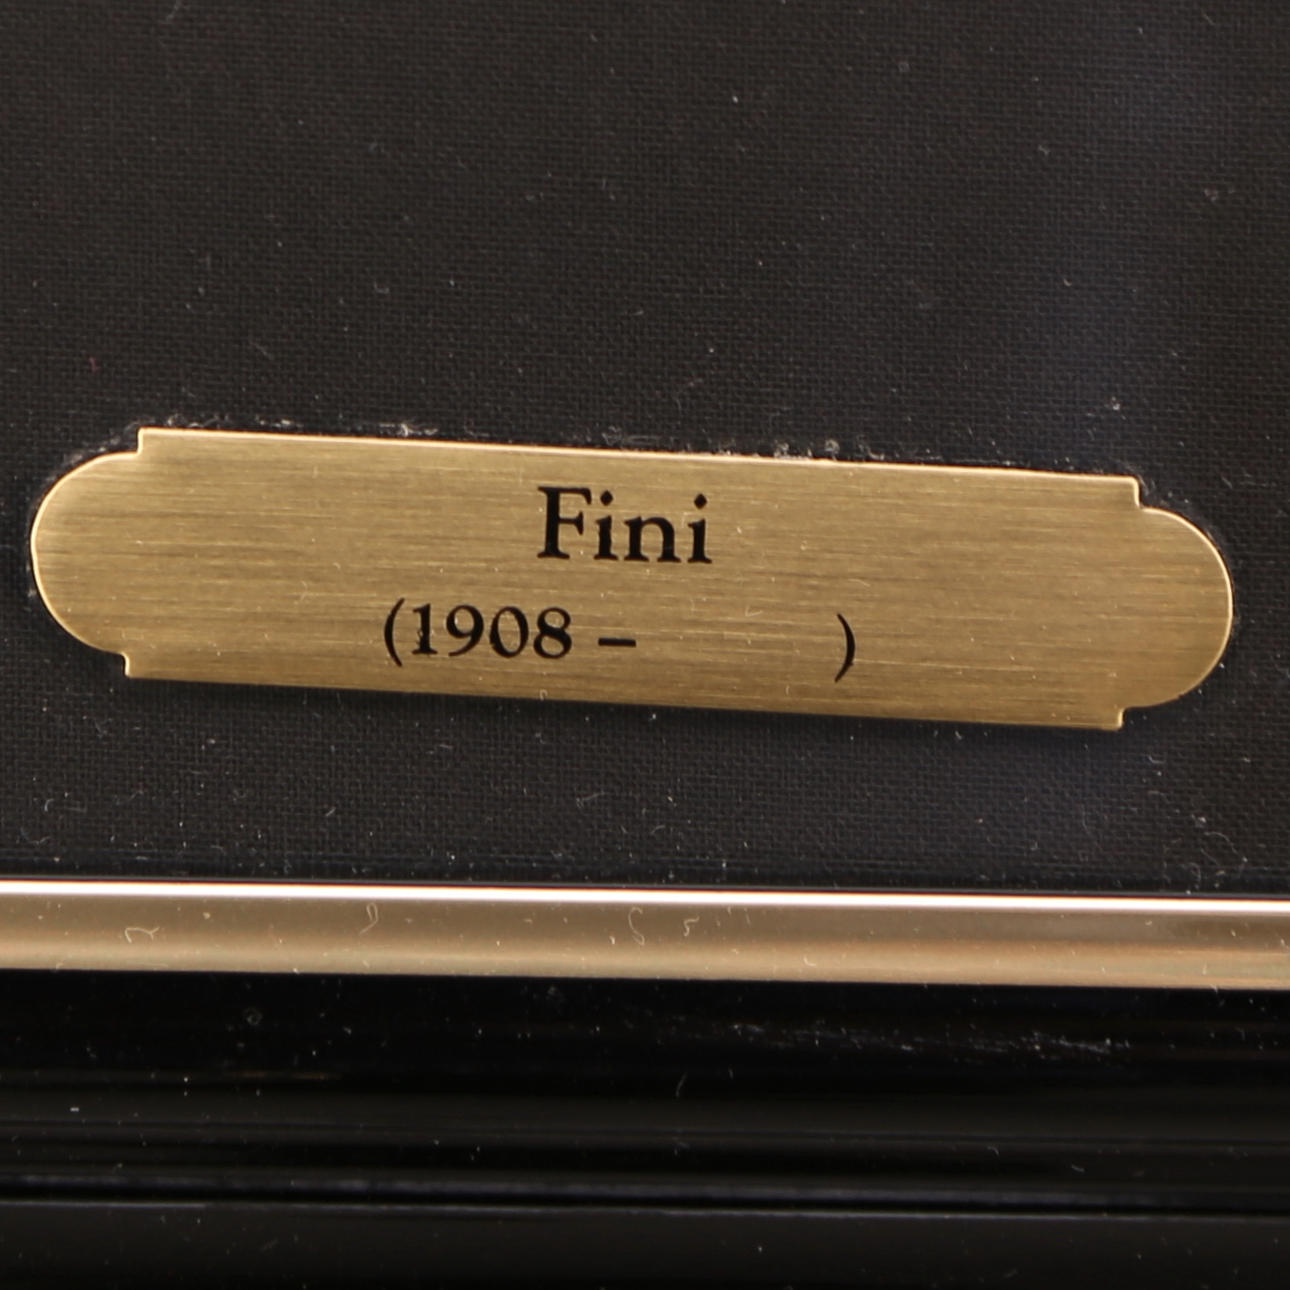 Fini
(1908 – )